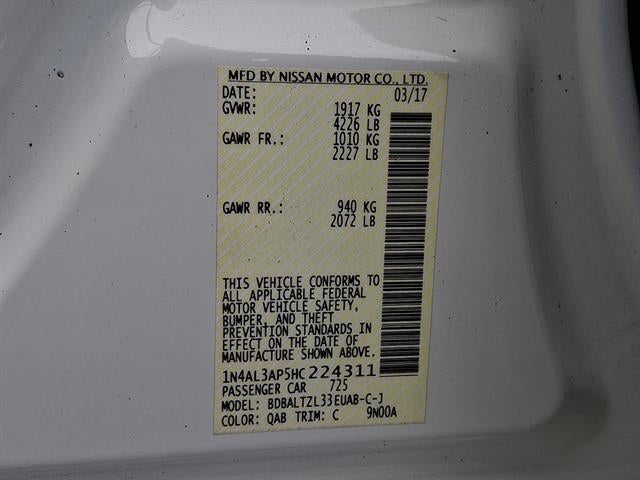 MFD BY NISSAN MOTOR CO., LTD.
DATE: 03/17
GVWR: 1917 KG
4226 LB
GAWR FR.: 1010 KG
2227 LB
GAWR RR.: 940 KG
2072 LB
THIS VEHICLE CONFORMS TO
ALL APPLICABLE FEDERAL
MOTOR VEHICLE SAFETY,
BUMPER, AND THEFT
PREVENTION STANDARDS IN
EFFECT ON THE DATE OF
MANUFACTURE SHOWN ABOVE.
1N4AL3AP5HC224311
PASSENGER CAR 725
MODEL: BDBALTZL33EUAB-C-J
COLOR: QAB TRIM: C 9N00A